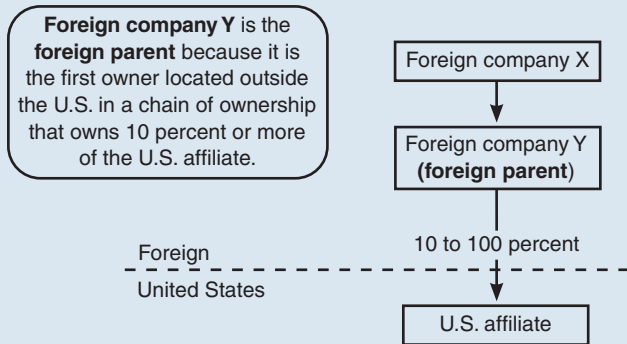 Foreign company Y is the
foreign parent because it is
the first owner located outside
the U.S. in a chain of ownership
that owns 10 percent or more
of the U.S. affiliate.
Foreign company X
Foreign company Y
(foreign parent)
10 to 100 percent
Foreign
United States
U.S. affiliate